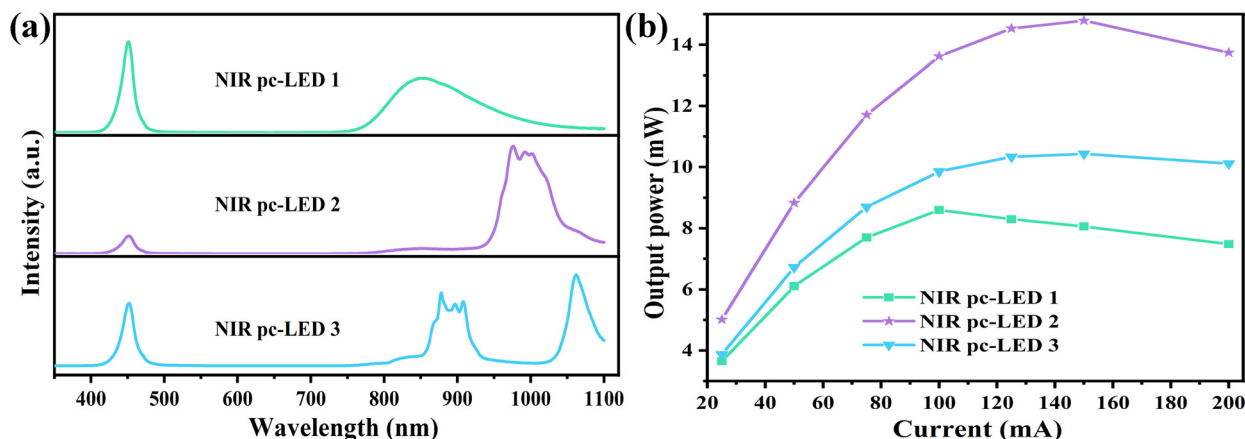 (a)
NIR pc-LED 1
NIR pc-LED 2
NIR pc-LED 3
Intensity (a.u.)
400 500 600 700 800 900 1000 1100
Wavelength (nm)
(b)
14
12
10
8
6
4
Output power (mW)
NIR pc-LED 1
NIR pc-LED 2
NIR pc-LED 3
20 40 60 80 100 120 140 160 180 200
Current (mA)